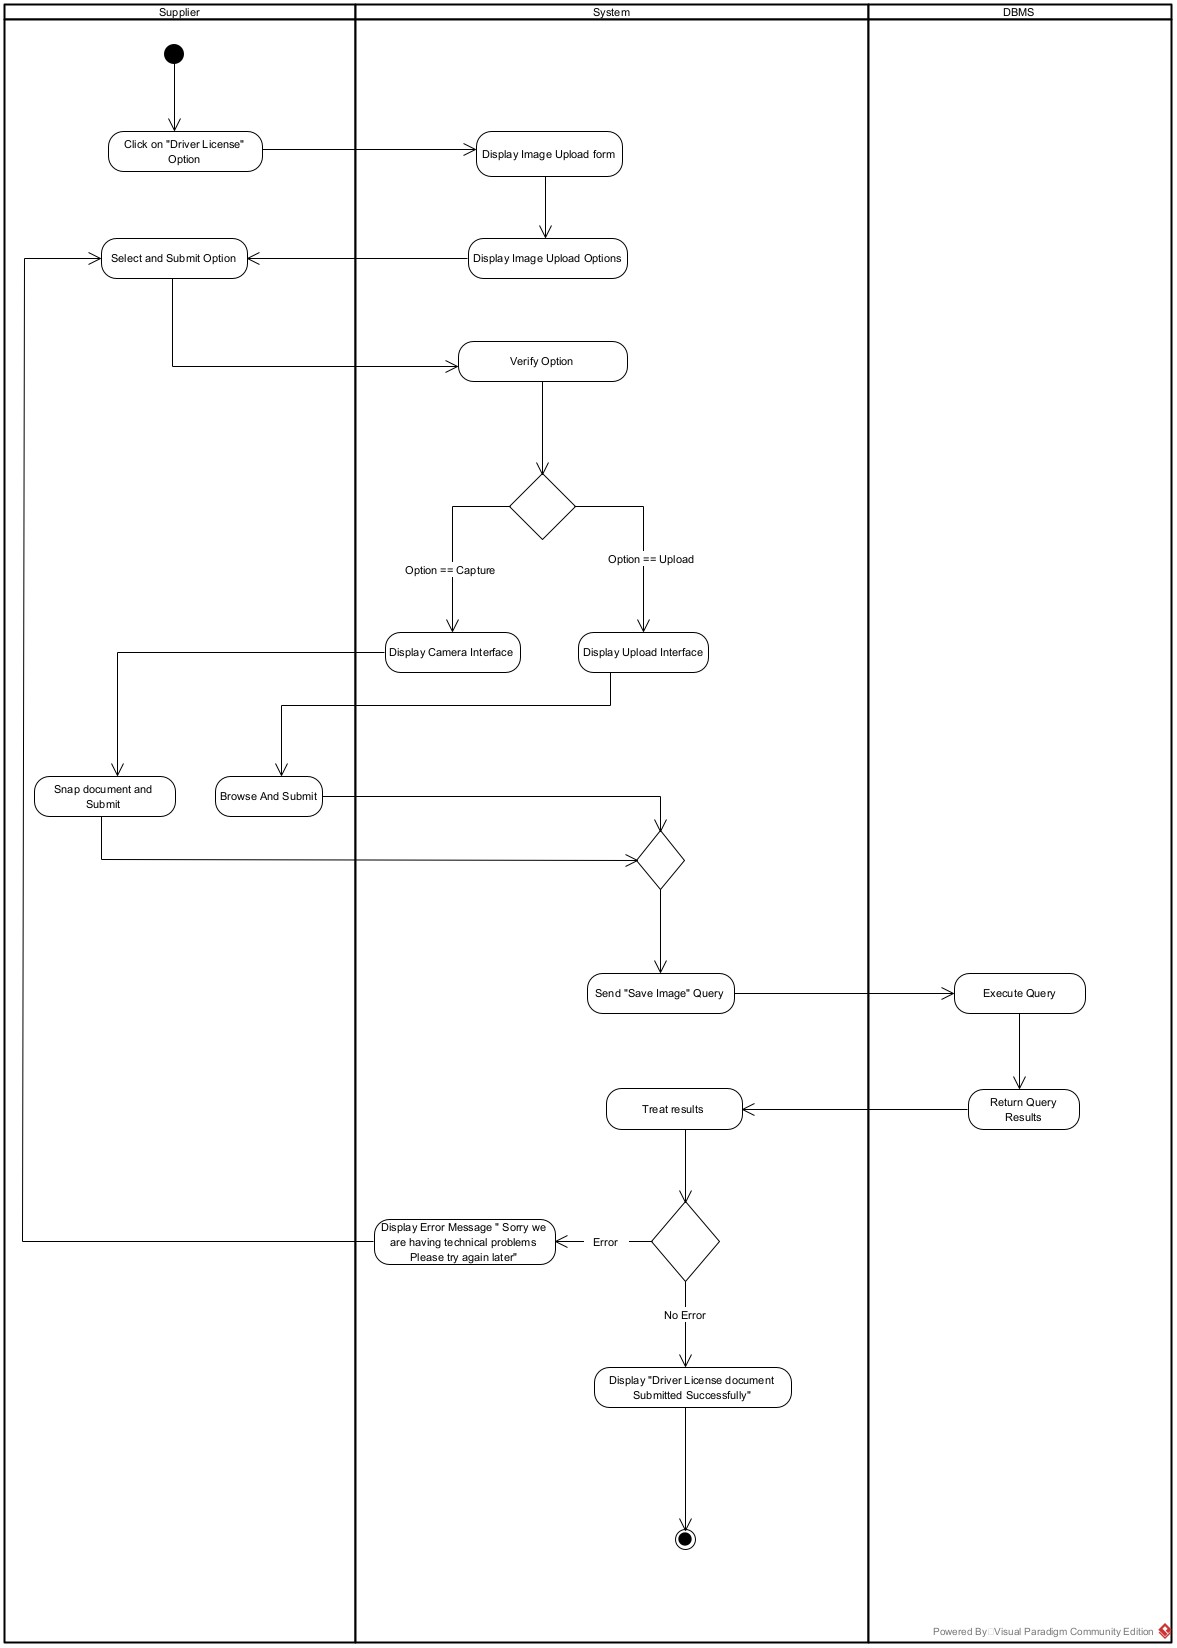 Supplier
System
DBMS
Click on "Driver License"
Option
Display Image Upload form
Select and Submit Option
Display Image Upload Options
Verify Option
Option == Upload
Option == Capture
Display Camera Interface
Display Upload Interface
Snap document and
Submit
Browse And Submit
Send "Save Image" Query
Execute Query
Treat results
Return Query
Results
Display Error Message " Sorry we
are having technical problems
Please try again later"
Error
No Error
Display "Driver License document
Submitted Successfully"
Powered By Visual Paradigm Community Edition